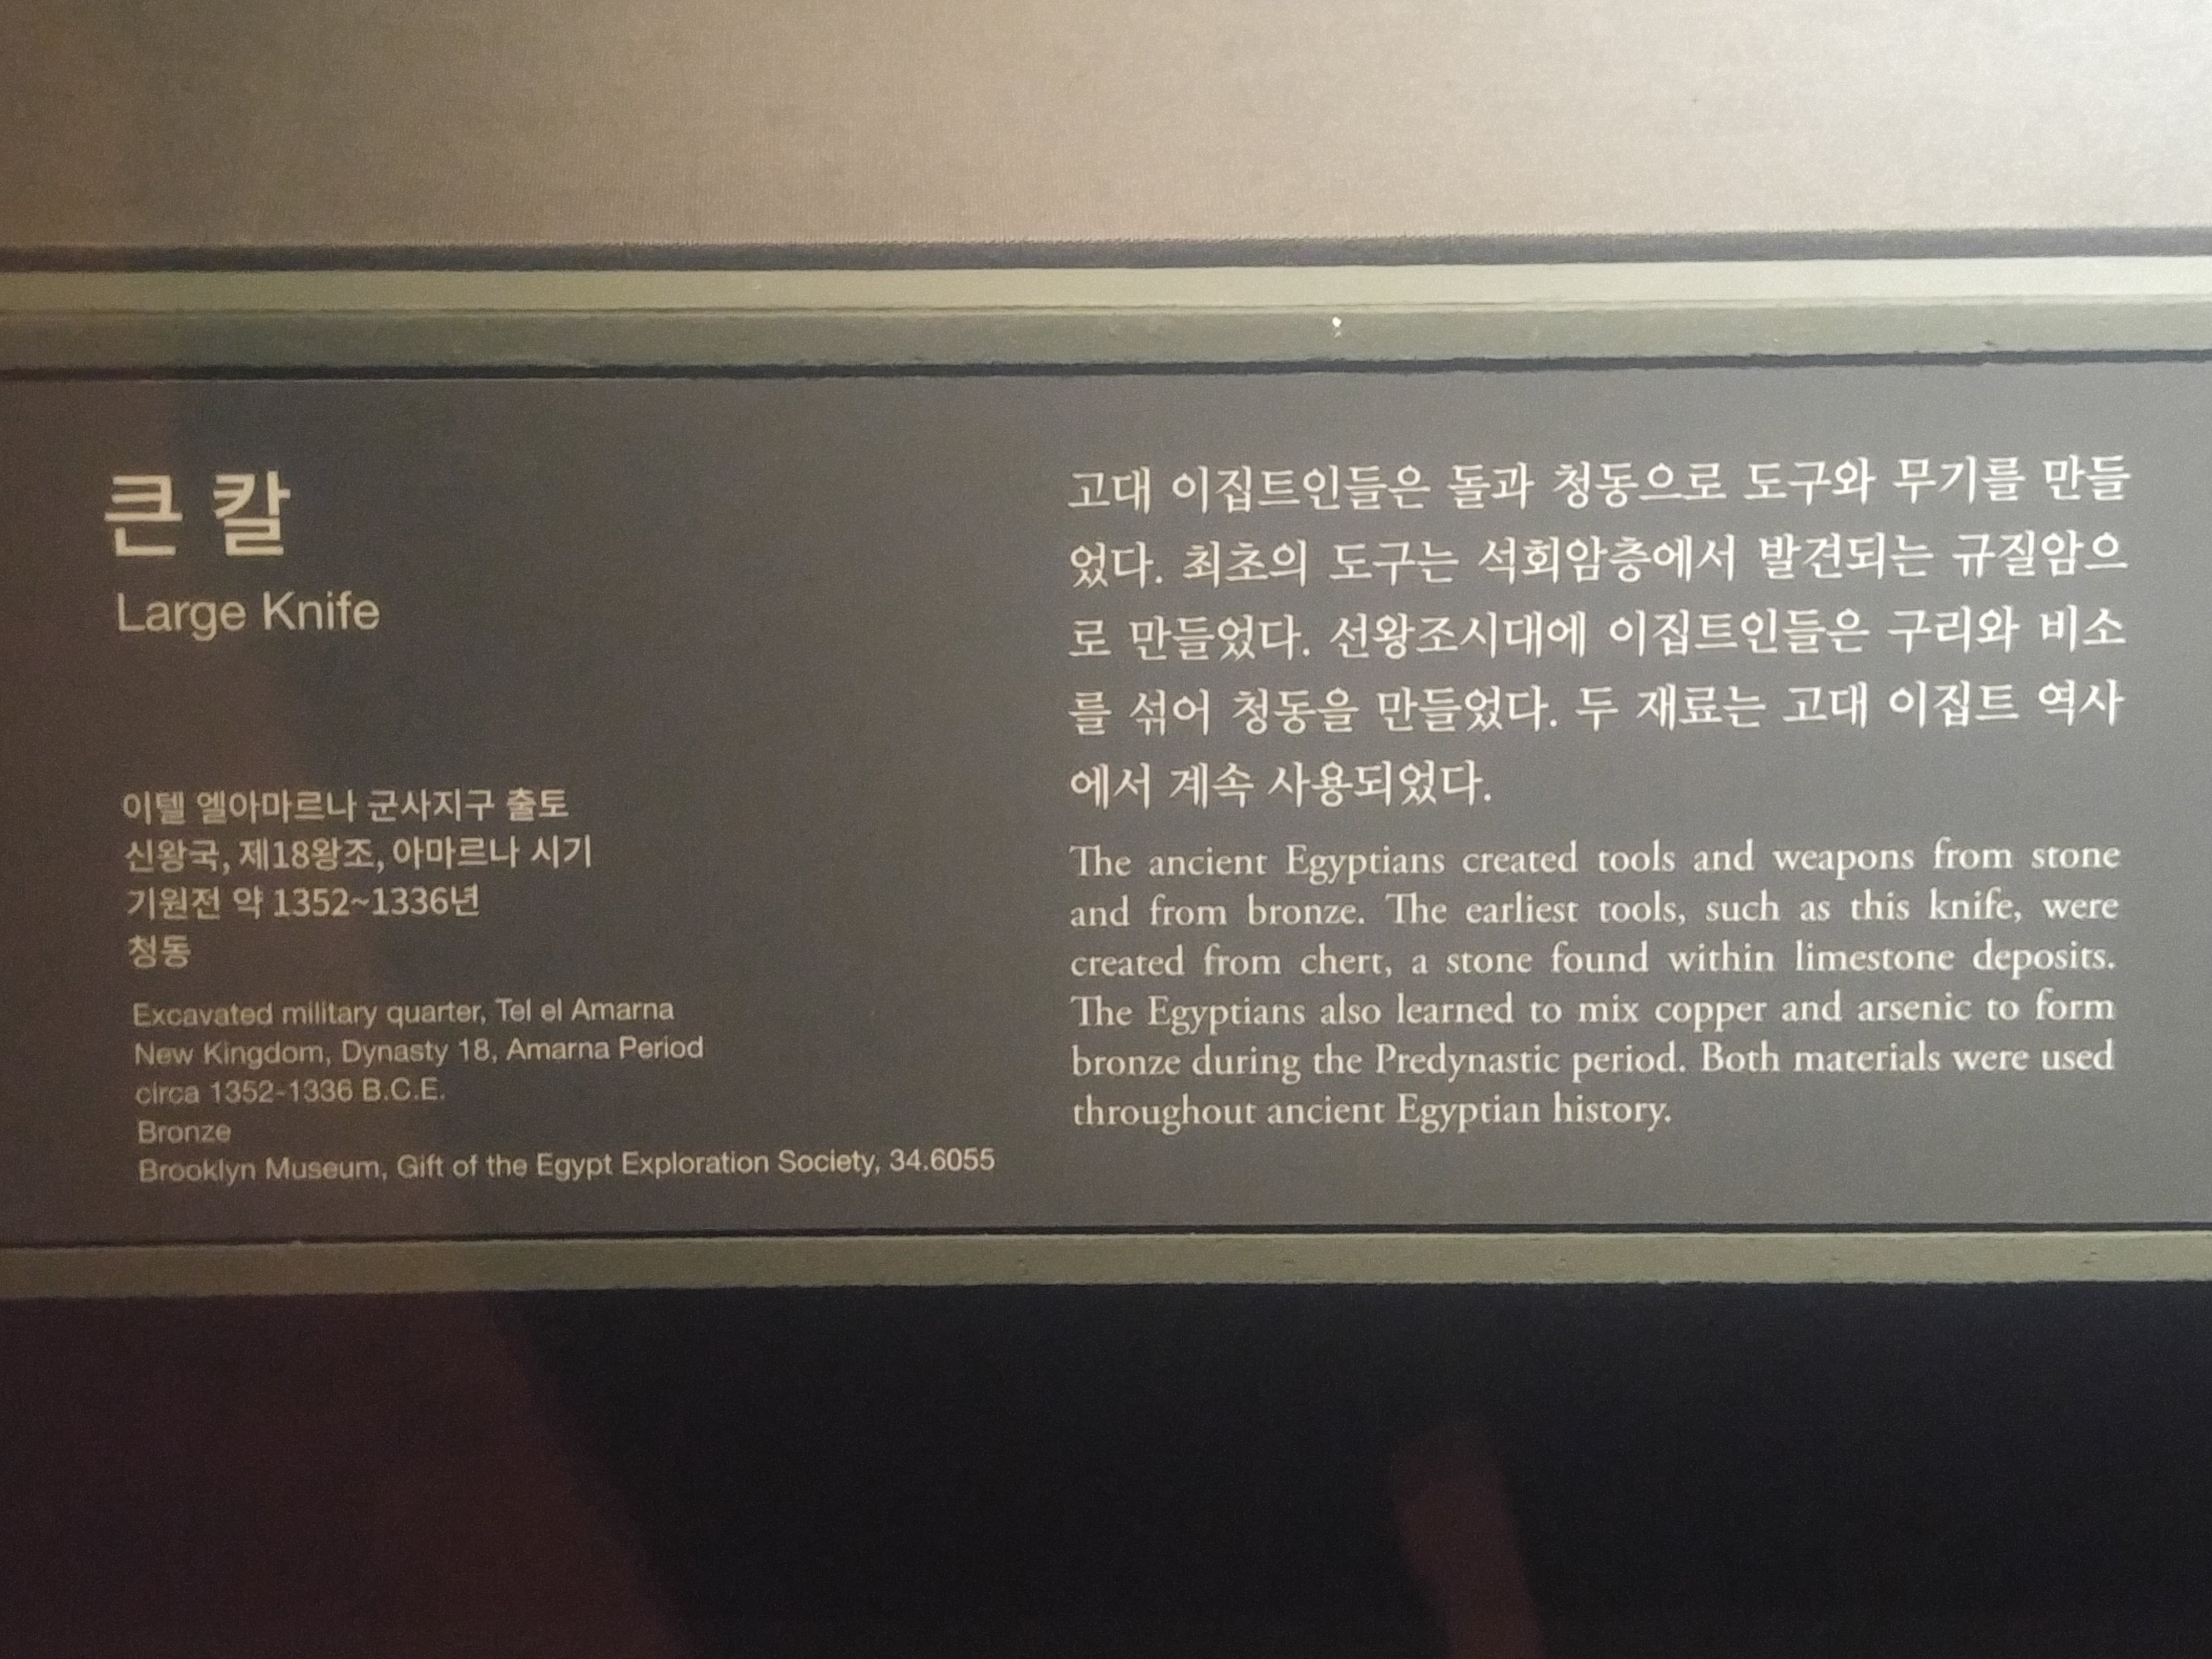 큰 칼
Large Knife
이텔 엘아마르나 군사지구 출토
신왕국, 제18왕조, 아마르나 시기
기원전 약 1352~1336년
청동
Excavated military quarter, Tel el Amarna
New Kingdom, Dynasty 18, Amarna Period
circa 1352-1336 B.C.E.
Bronze
Brooklyn Museum, Gift of the Egypt Exploration Society, 34.6055
고대 이집트인들은 돌과 청동으로 도구와 무기를 만들
었다. 최초의 도구는 석회암층에서 발견되는 규질암으
로 만들었다. 선왕조시대에 이집트인들은 구리와 비소
를 섞어 청동을 만들었다. 두 재료는 고대 이집트 역사
에서 계속 사용되었다.
The ancient Egyptians created tools and weapons from stone
and from bronze. The earliest tools, such as this knife, were
created from chert, a stone found within limestone deposits.
The Egyptians also learned to mix copper and arsenic to form
bronze during the Predynastic period. Both materials were used
throughout ancient Egyptian history.